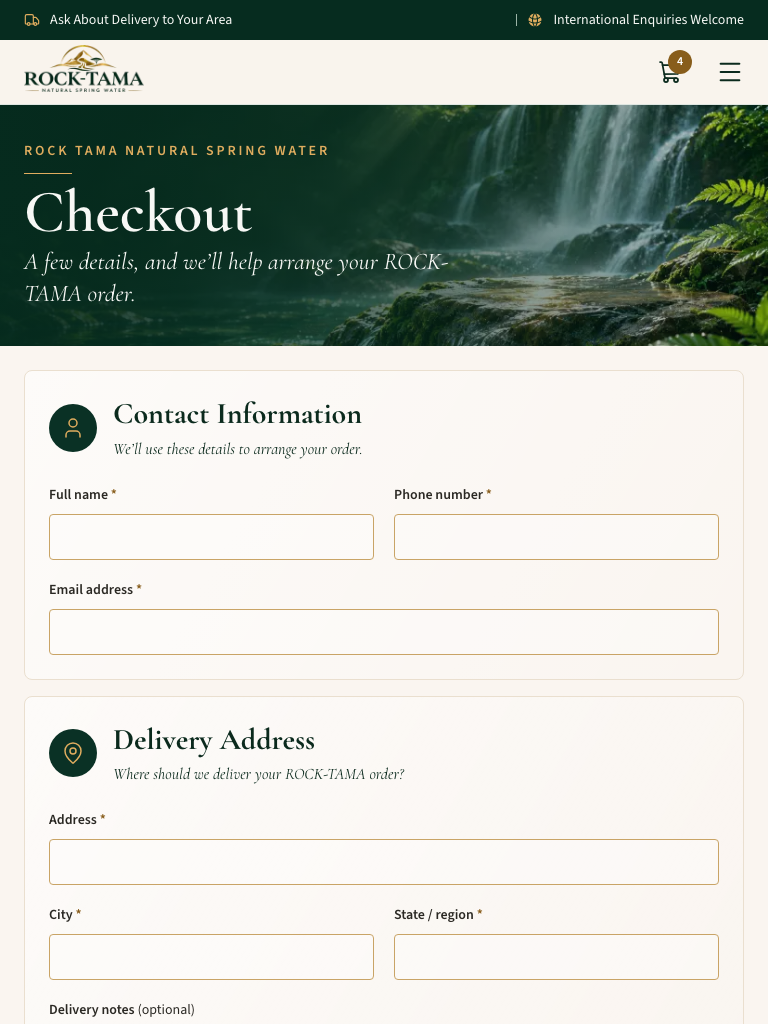 Ask About Delivery to Your Area
International Enquiries Welcome
ROCK-TAMA
NATURAL SPRING WATER
4
ROCK TAMA NATURAL SPRING WATER
Checkout
A few details, and we’ll help arrange your ROCK-
TAMA order.
Contact Information
We’ll use these details to arrange your order.
Full name *
Phone number *
Email address *
Delivery Address
Where should we deliver your ROCK-TAMA order?
Address *
City *
State / region *
Delivery notes (optional)